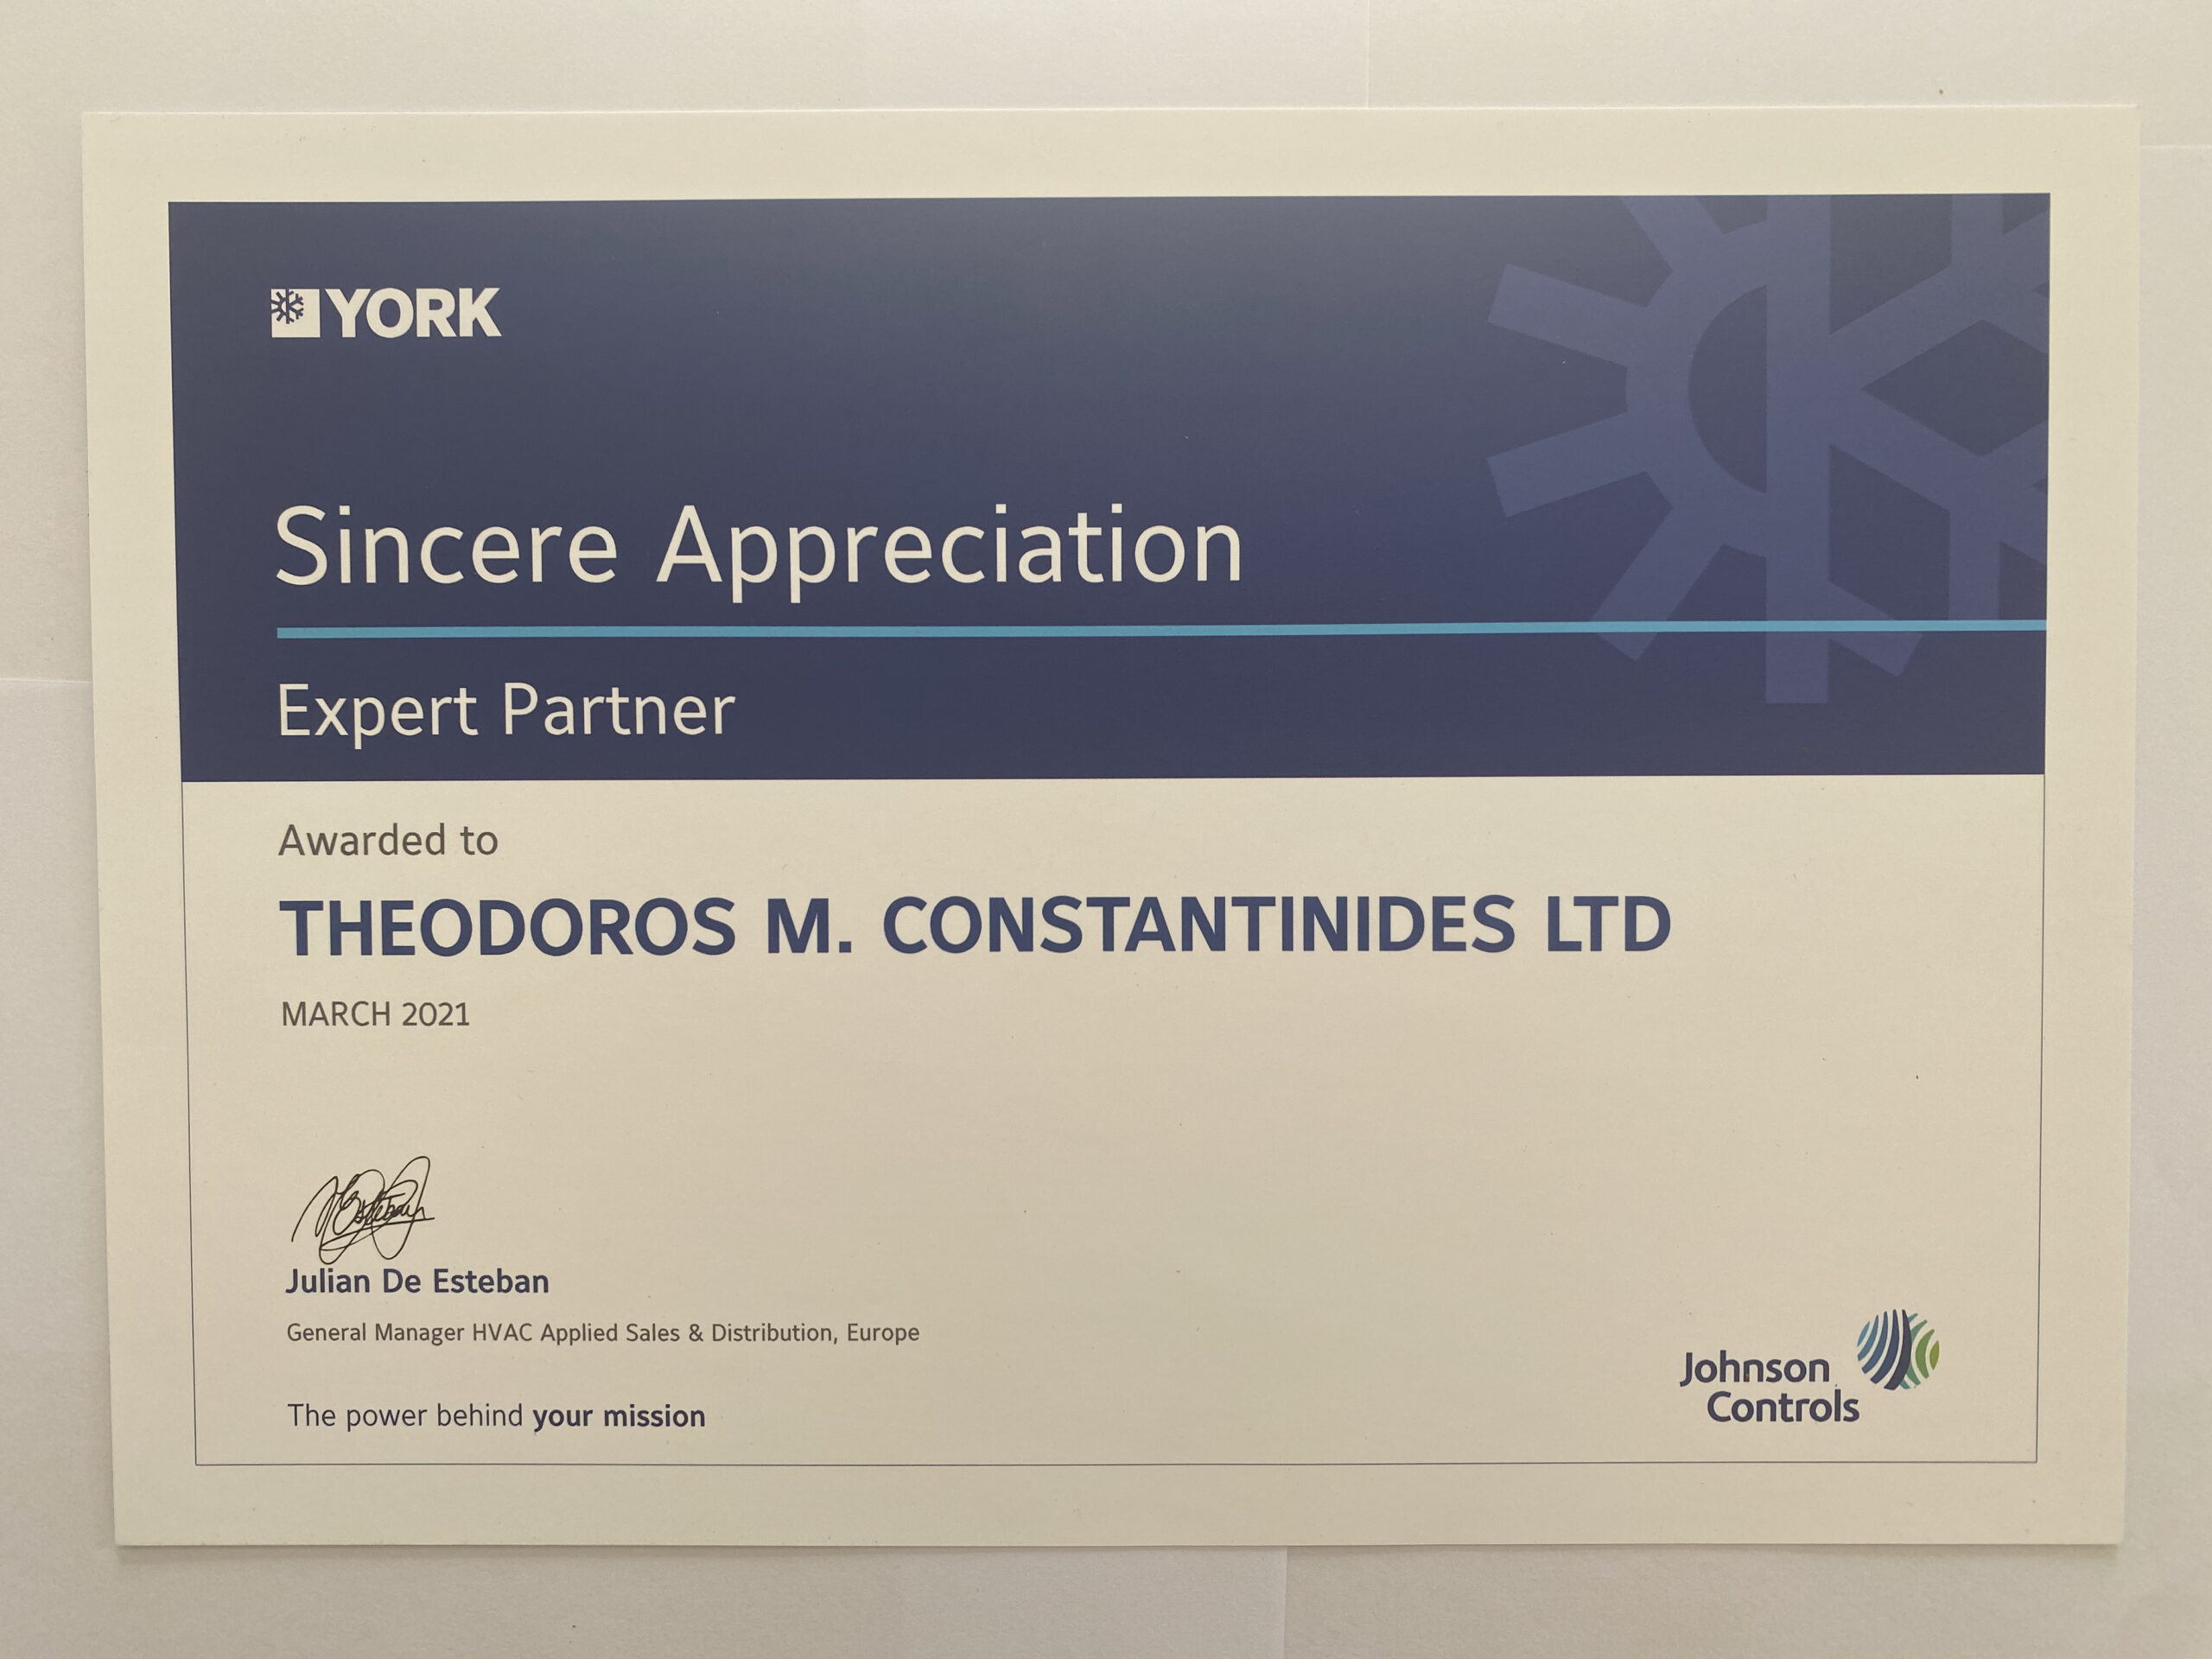 YORK
Sincere Appreciation
Expert Partner
Awarded to
THEODOROS M. CONSTANTINIDES LTD
MARCH 2021
Julian De Esteban
General Manager HVAC Applied Sales & Distribution, Europe
The power behind your mission
Johnson
Controls